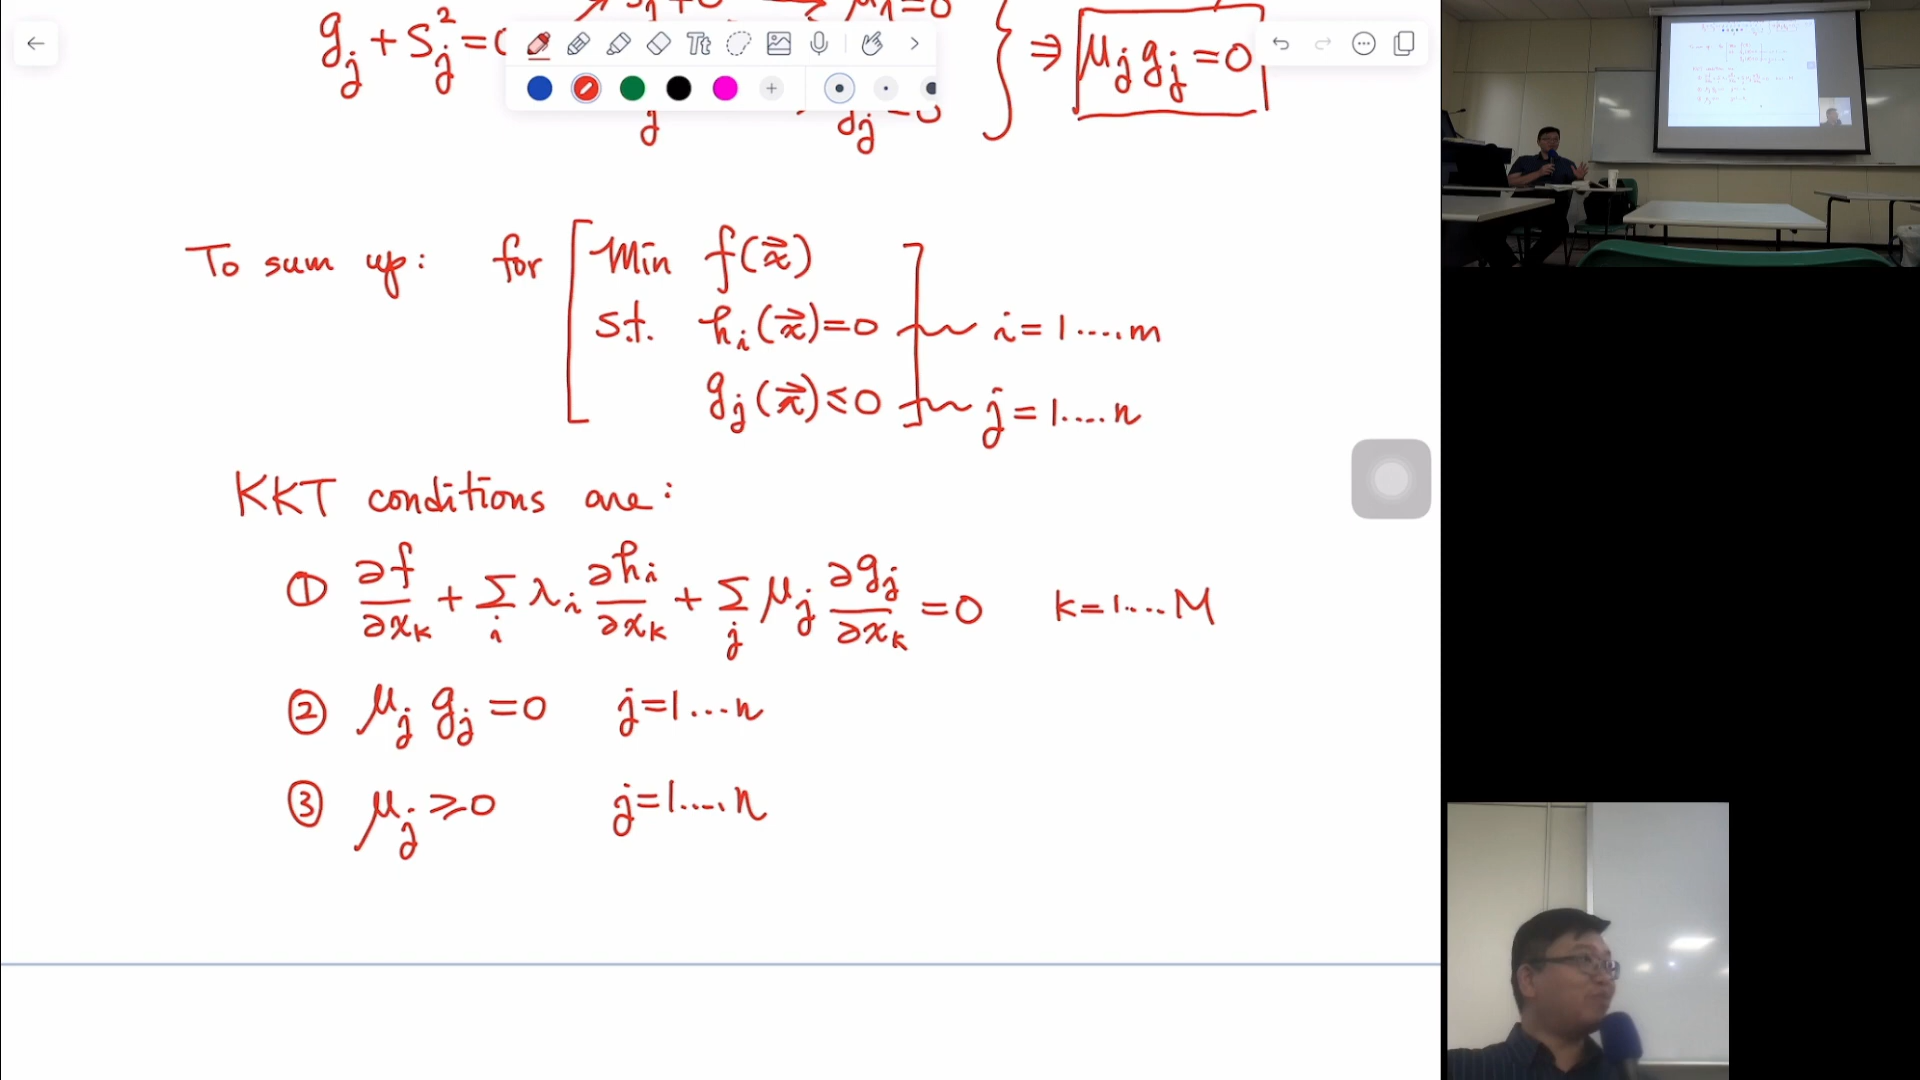 g_j + S_j^2 = 0 } ⇒ μ_j g_j = 0
Tt
To sum up: for [ Min f(x⃗)
s.t. h_i(x⃗)=0 ] i=1....m
g_j(x⃗)≤0 j=1....n
KKT conditions are:
① ∂f/∂x_k + Σ_i λ_i ∂h_i/∂x_k + Σ_j μ_j ∂g_j/∂x_k = 0 k=1....M
② μ_j g_j = 0 j=1...n
③ μ_j ≥ 0 j=1....n